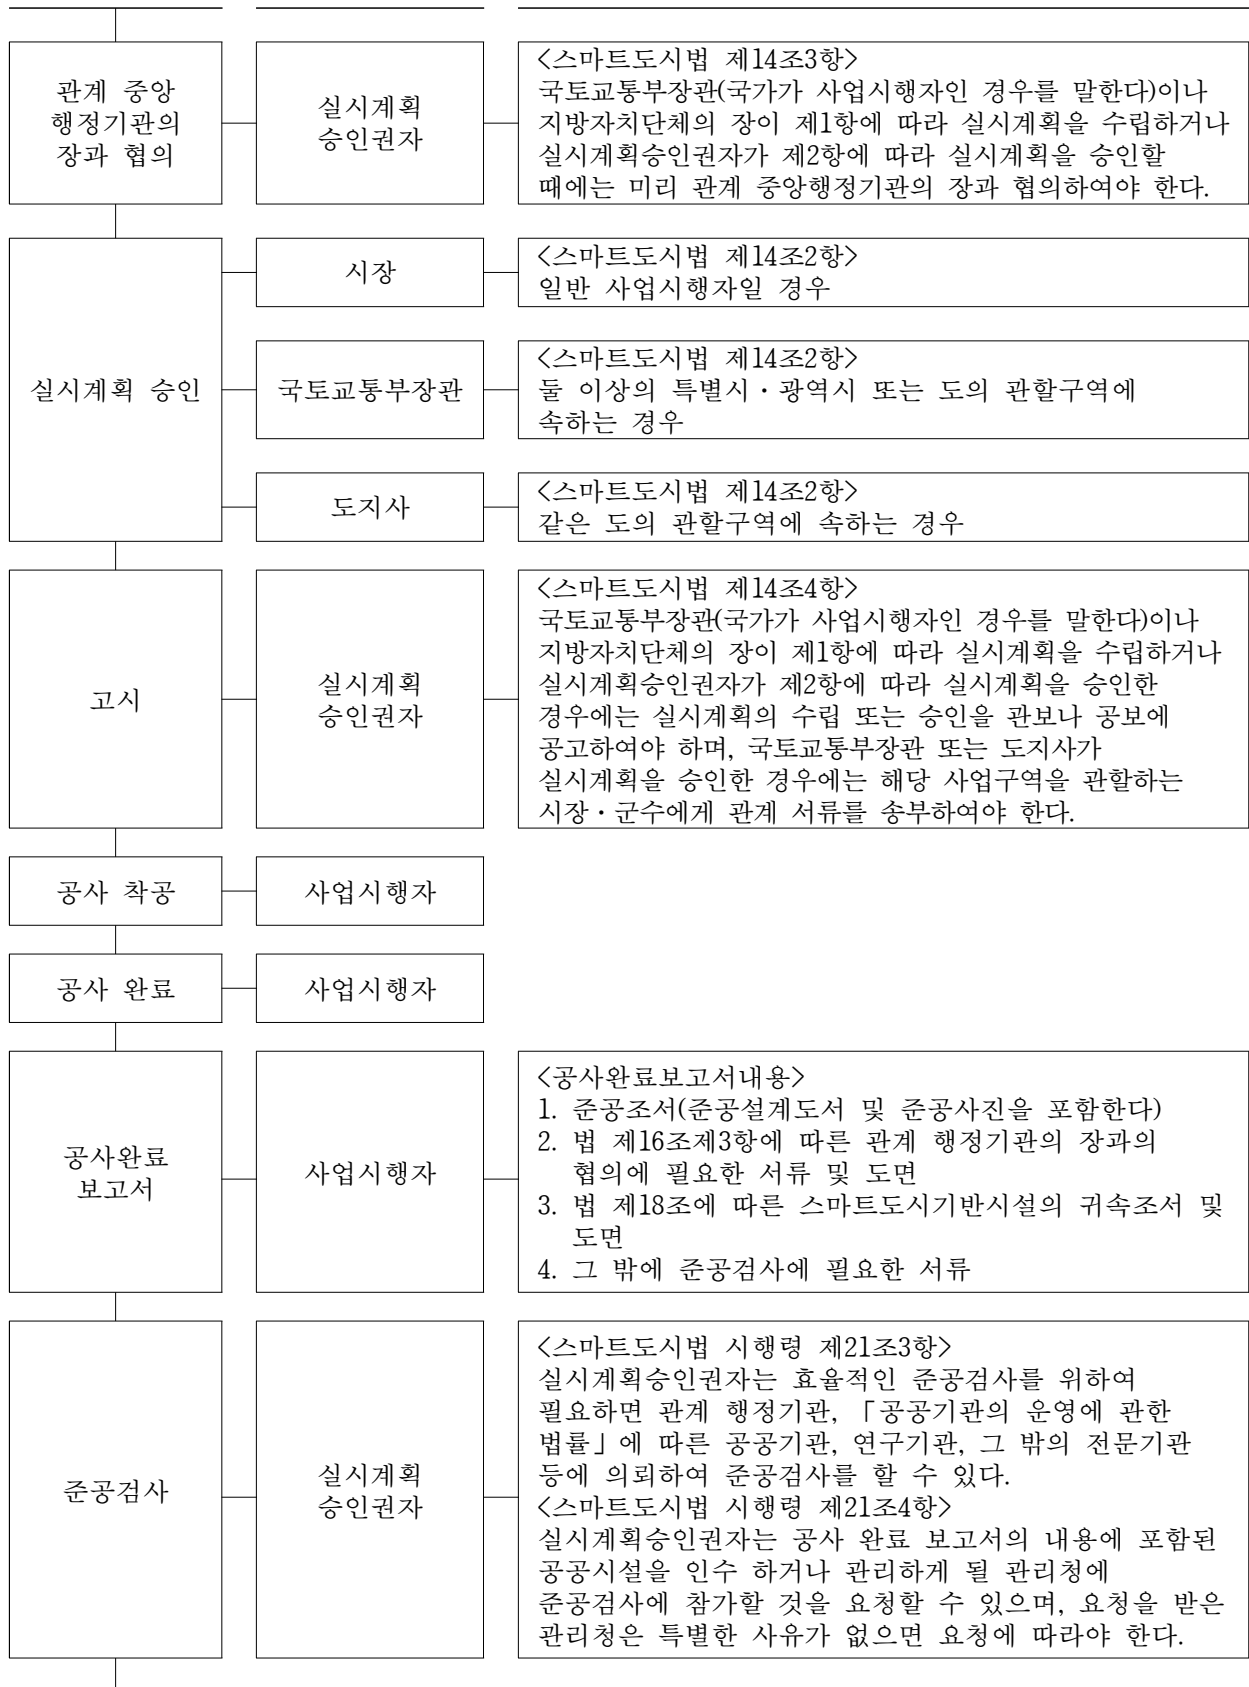 관계 중앙
행정기관의
장과 협의
실시계획
승인권자
<스마트도시법 제14조3항>
국토교통부장관(국가가 사업시행자인 경우를 말한다)이나
지방자치단체의 장이 제1항에 따라 실시계획을 수립하거나
실시계획승인권자가 제2항에 따라 실시계획을 승인할
때에는 미리 관계 중앙행정기관의 장과 협의하여야 한다.
실시계획 승인
시장
<스마트도시법 제14조2항>
일반 사업시행자일 경우
국토교통부장관
<스마트도시법 제14조2항>
둘 이상의 특별시·광역시 또는 도의 관할구역에
속하는 경우
도지사
<스마트도시법 제14조2항>
같은 도의 관할구역에 속하는 경우
고시
실시계획
승인권자
<스마트도시법 제14조4항>
국토교통부장관(국가가 사업시행자인 경우를 말한다)이나
지방자치단체의 장이 제1항에 따라 실시계획을 수립하거나
실시계획승인권자가 제2항에 따라 실시계획을 승인한
경우에는 실시계획의 수립 또는 승인을 관보나 공보에
공고하여야 하며, 국토교통부장관 또는 도지사가
실시계획을 승인한 경우에는 해당 사업구역을 관할하는
시장·군수에게 관계 서류를 송부하여야 한다.
공사 착공
사업시행자
공사 완료
사업시행자
공사완료
보고서
사업시행자
<공사완료보고서내용>
1. 준공조서(준공설계도서 및 준공사진을 포함한다)
2. 법 제16조제3항에 따른 관계 행정기관의 장과의
협의에 필요한 서류 및 도면
3. 법 제18조에 따른 스마트도시기반시설의 귀속조서 및
도면
4. 그 밖에 준공검사에 필요한 서류
준공검사
실시계획
승인권자
<스마트도시법 시행령 제21조3항>
실시계획승인권자는 효율적인 준공검사를 위하여
필요하면 관계 행정기관, 「공공기관의 운영에 관한
법률」에 따른 공공기관, 연구기관, 그 밖의 전문기관
등에 의뢰하여 준공검사를 할 수 있다.
<스마트도시법 시행령 제21조4항>
실시계획승인권자는 공사 완료 보고서의 내용에 포함된
공공시설을 인수 하거나 관리하게 될 관리청에
준공검사에 참가할 것을 요청할 수 있으며, 요청을 받은
관리청은 특별한 사유가 없으면 요청에 따라야 한다.